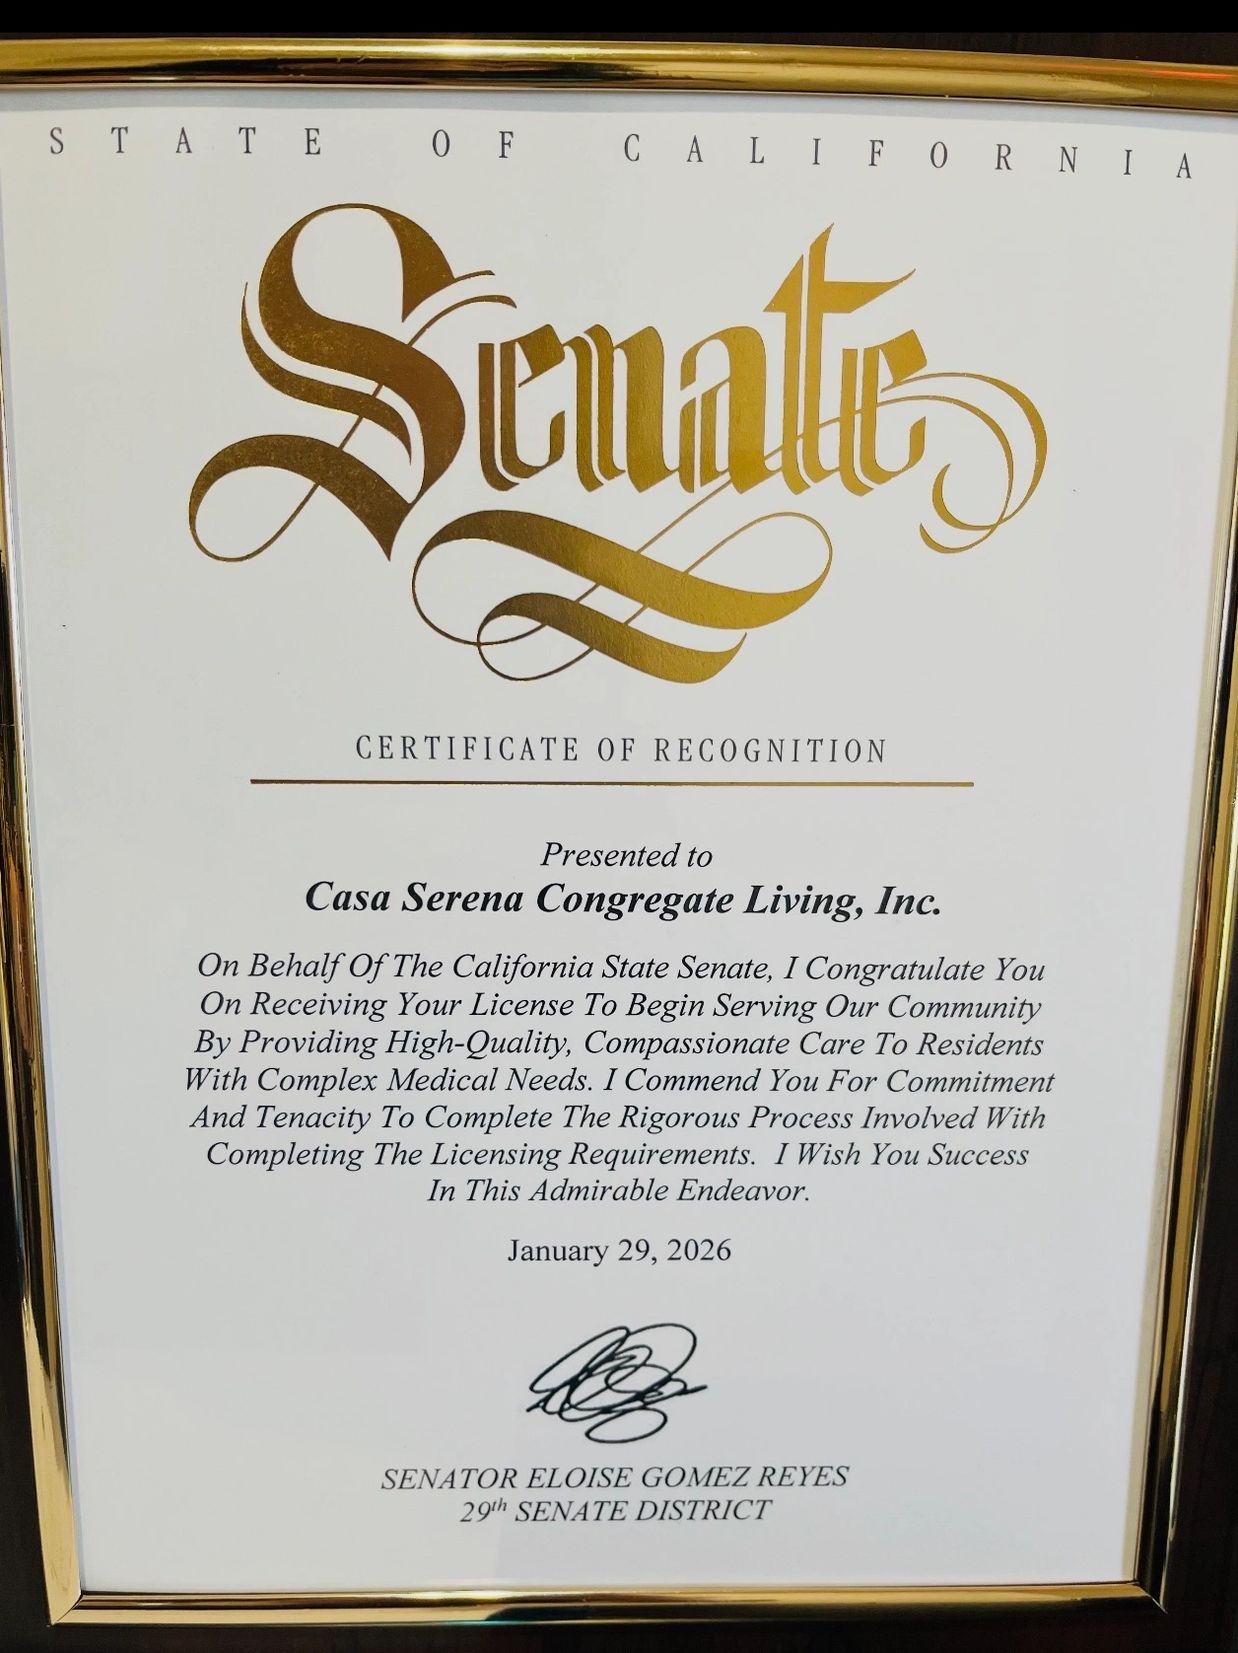 STATE OF CALIFORNIA
Senate
CERTIFICATE OF RECOGNITION
Presented to
Casa Serena Congregate Living, Inc.
On Behalf Of The California State Senate, I Congratulate You
On Receiving Your License To Begin Serving Our Community
By Providing High-Quality, Compassionate Care To Residents
With Complex Medical Needs. I Commend You For Commitment
And Tenacity To Complete The Rigorous Process Involved With
Completing The Licensing Requirements.  I Wish You Success
In This Admirable Endeavor.
January 29, 2026
SENATOR ELOISE GOMEZ REYES
29th SENATE DISTRICT